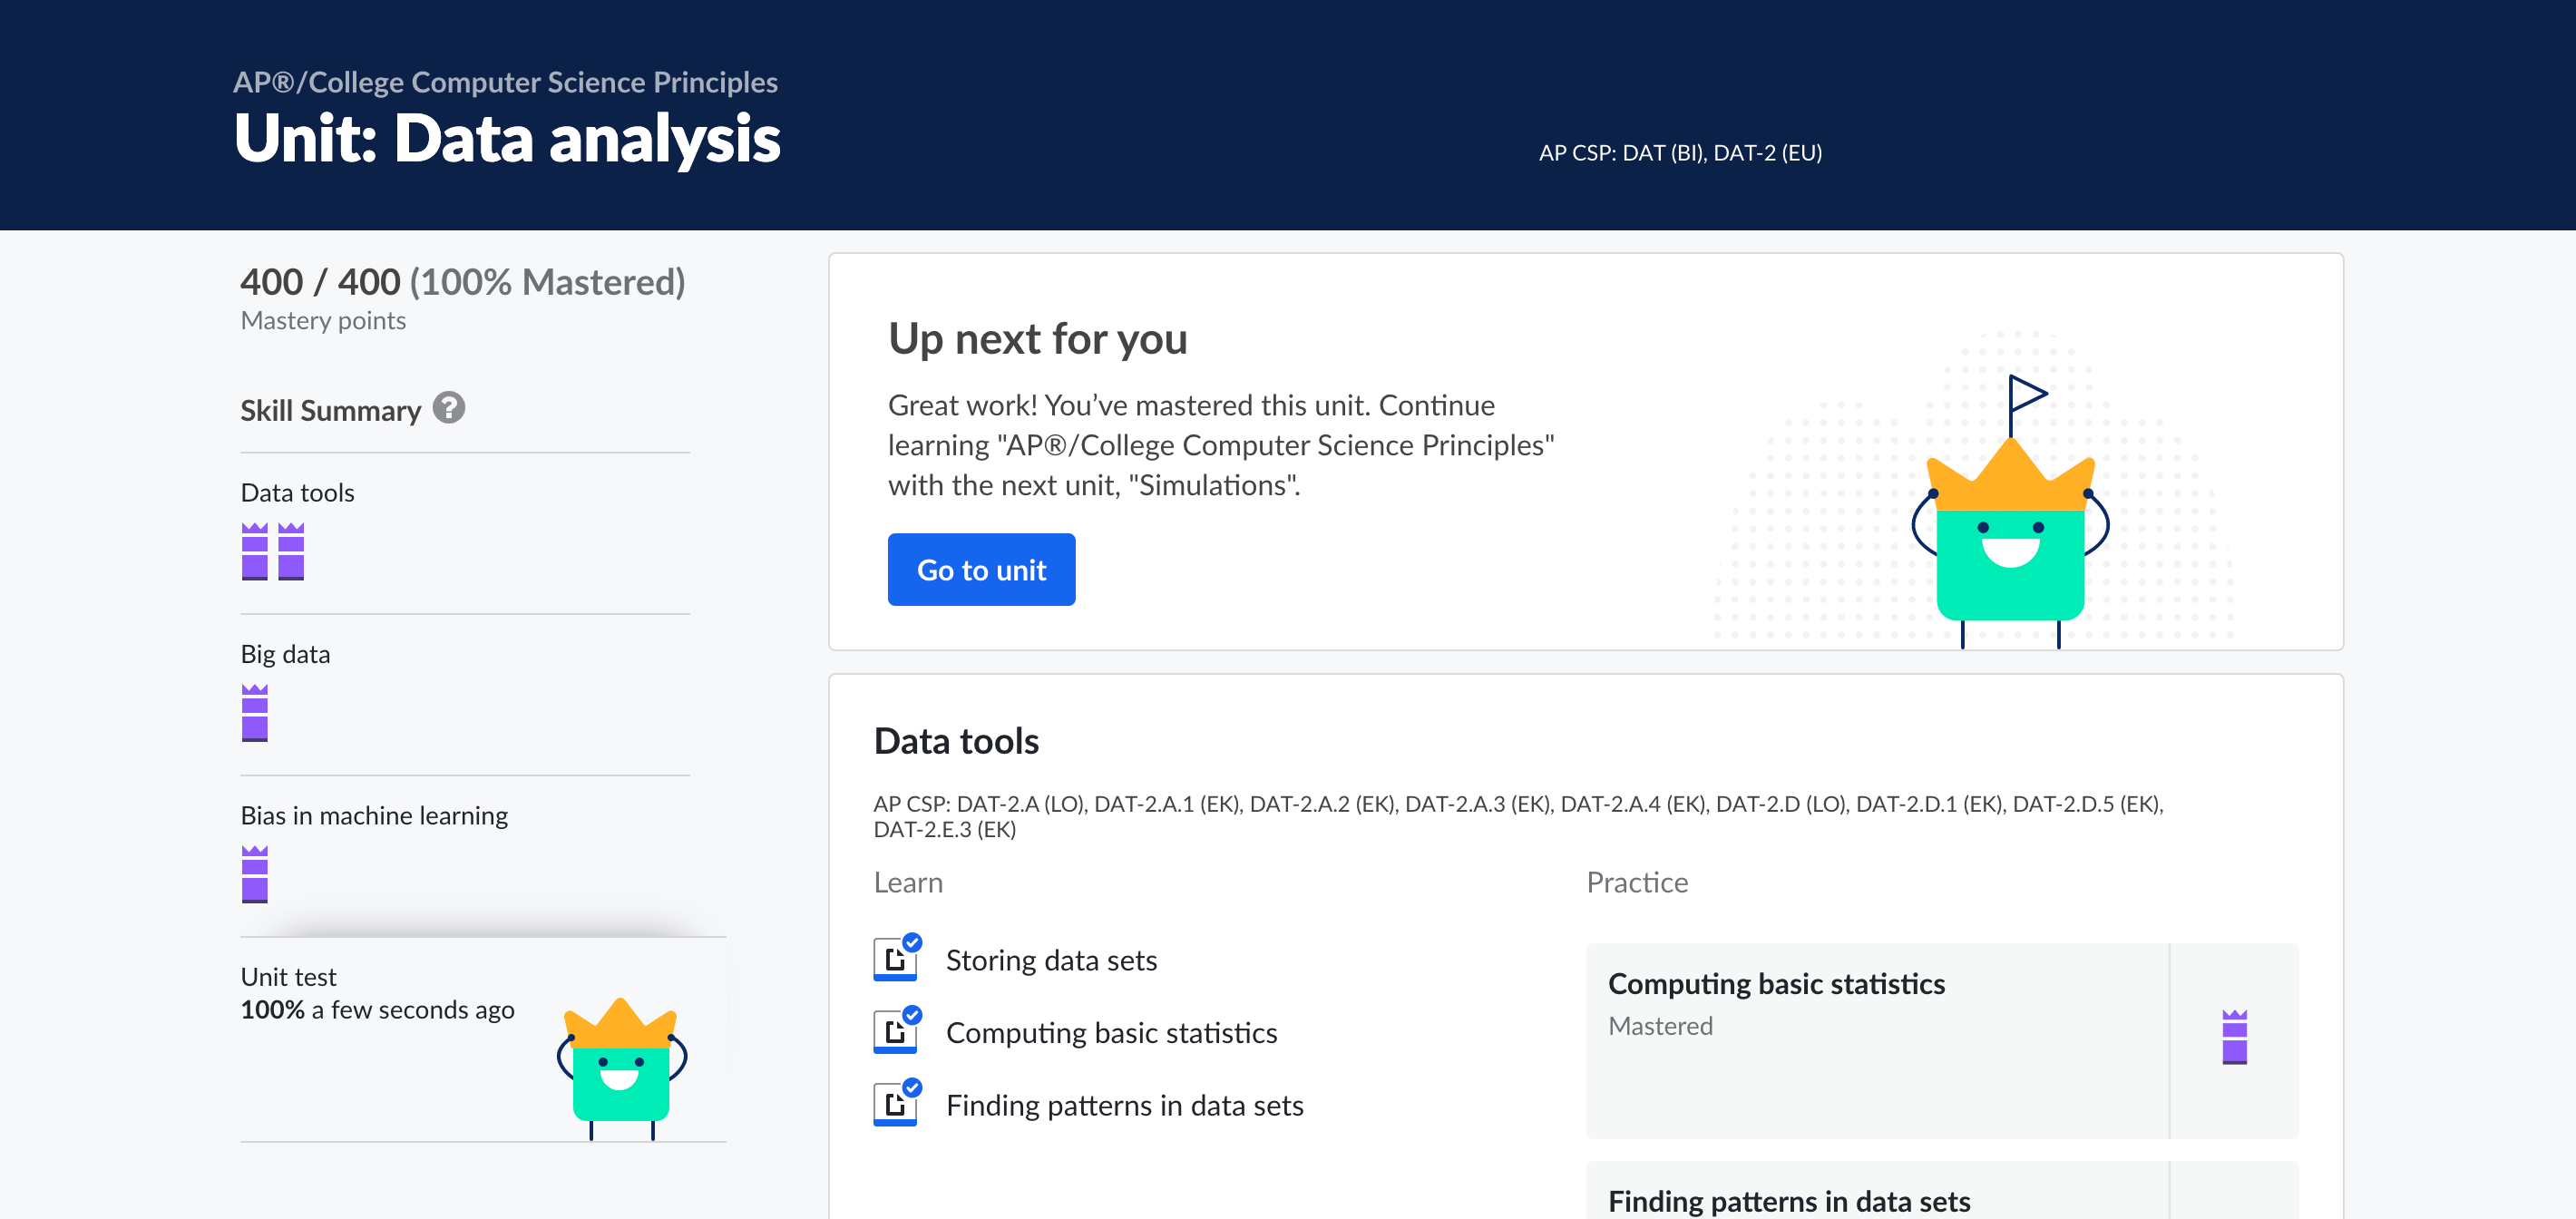 AP®/College Computer Science Principles
Unit: Data analysis
AP CSP: DAT (BI), DAT-2 (EU)
400 / 400 (100% Mastered)
Mastery points
Skill Summary ?
Data tools
Big data
Bias in machine learning
Unit test
100% a few seconds ago
Up next for you
Great work! You’ve mastered this unit. Continue
learning "AP®/College Computer Science Principles"
with the next unit, "Simulations".
Go to unit
Data tools
AP CSP: DAT-2.A (LO), DAT-2.A.1 (EK), DAT-2.A.2 (EK), DAT-2.A.3 (EK), DAT-2.A.4 (EK), DAT-2.D (LO), DAT-2.D.1 (EK), DAT-2.D.5 (EK),
DAT-2.E.3 (EK)
Learn
Storing data sets
Computing basic statistics
Finding patterns in data sets
Practice
Computing basic statistics
Mastered
Finding patterns in data sets